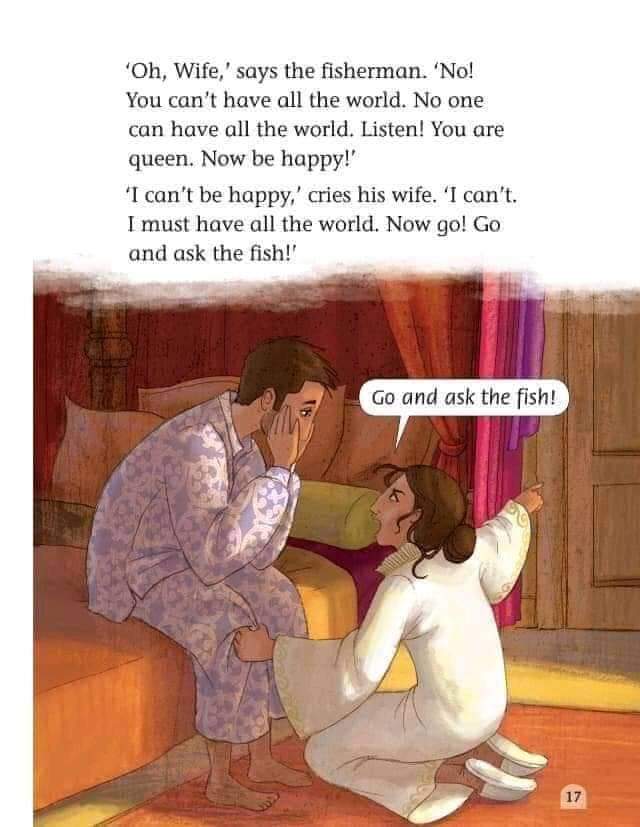 ‘Oh, Wife,’ says the fisherman. ‘No!
You can’t have all the world. No one
can have all the world. Listen! You are
queen. Now be happy!’
‘I can’t be happy,’ cries his wife. ‘I can’t.
I must have all the world. Now go! Go
and ask the fish!’
Go and ask the fish!
17